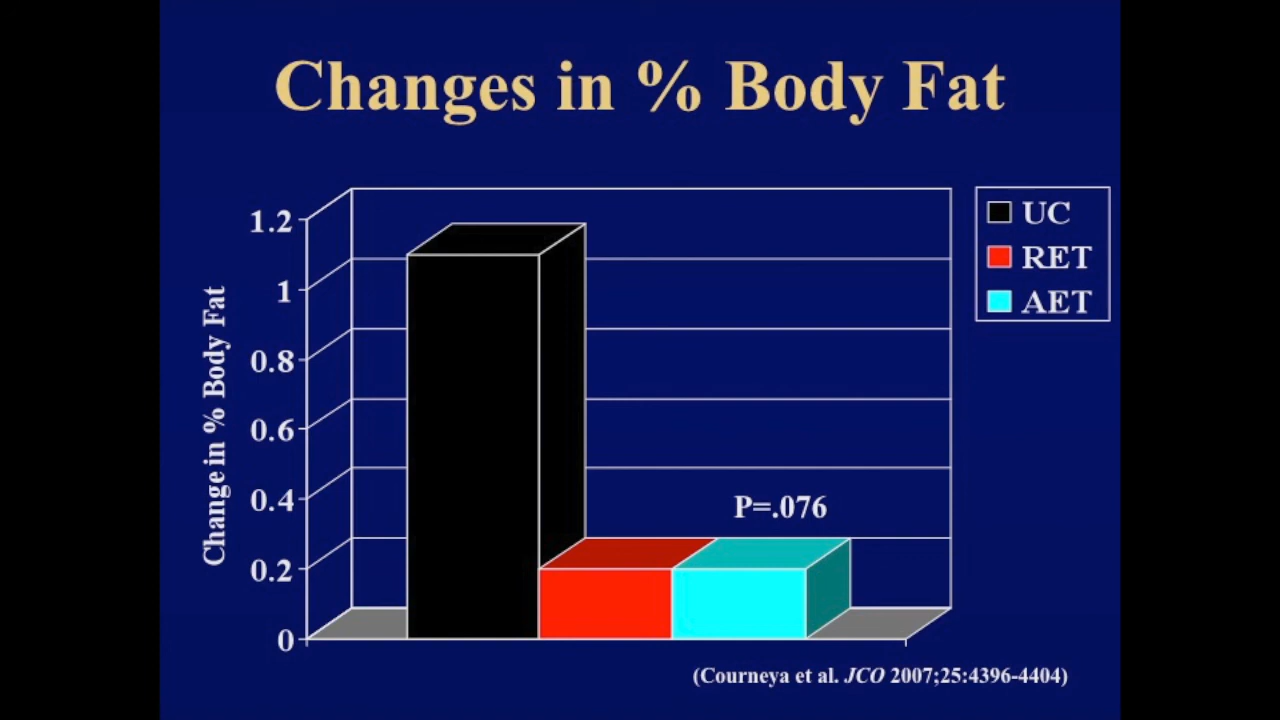 Changes in % Body Fat
Change in % Body Fat
1.2
1
0.8
0.6
0.4
0.2
0
P=.076
UC
RET
AET
(Courneya et al. JCO 2007;25:4396-4404)